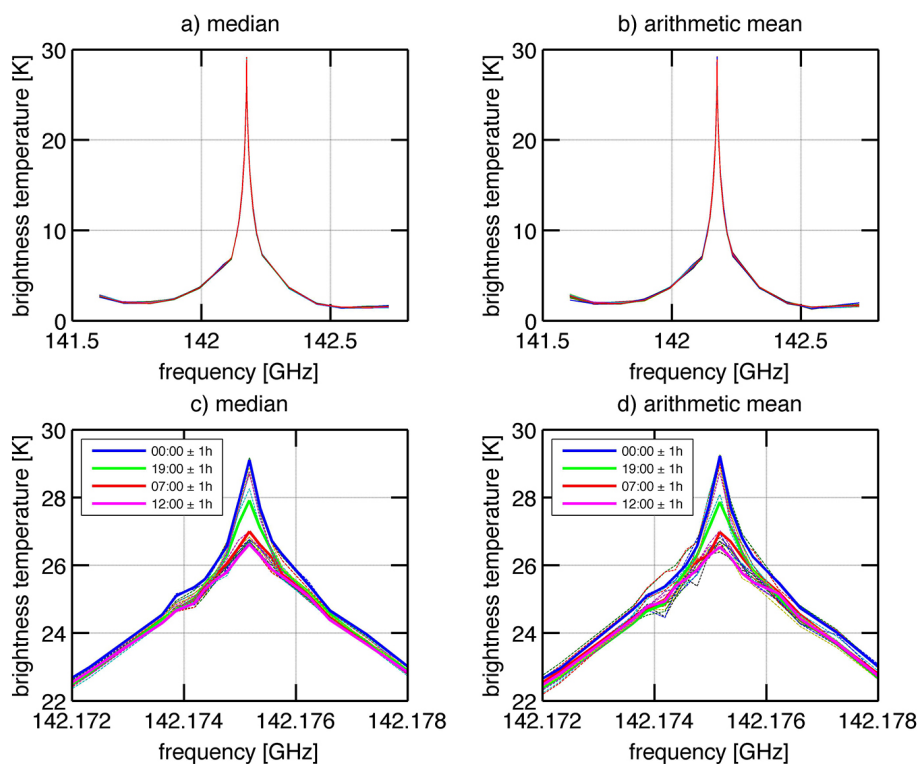 a) median
b) arithmetic mean
brightness temperature [K]
30
20
10
0
141.5
142
142.5
frequency [GHz]
brightness temperature [K]
30
20
10
0
141.5
142
142.5
frequency [GHz]
c) median
d) arithmetic mean
brightness temperature [K]
30
28
26
24
22
00:00 ± 1h
19:00 ± 1h
07:00 ± 1h
12:00 ± 1h
142.172
142.174
142.176
142.178
frequency [GHz]
brightness temperature [K]
30
28
26
24
22
00:00 ± 1h
19:00 ± 1h
07:00 ± 1h
12:00 ± 1h
142.172
142.174
142.176
142.178
frequency [GHz]